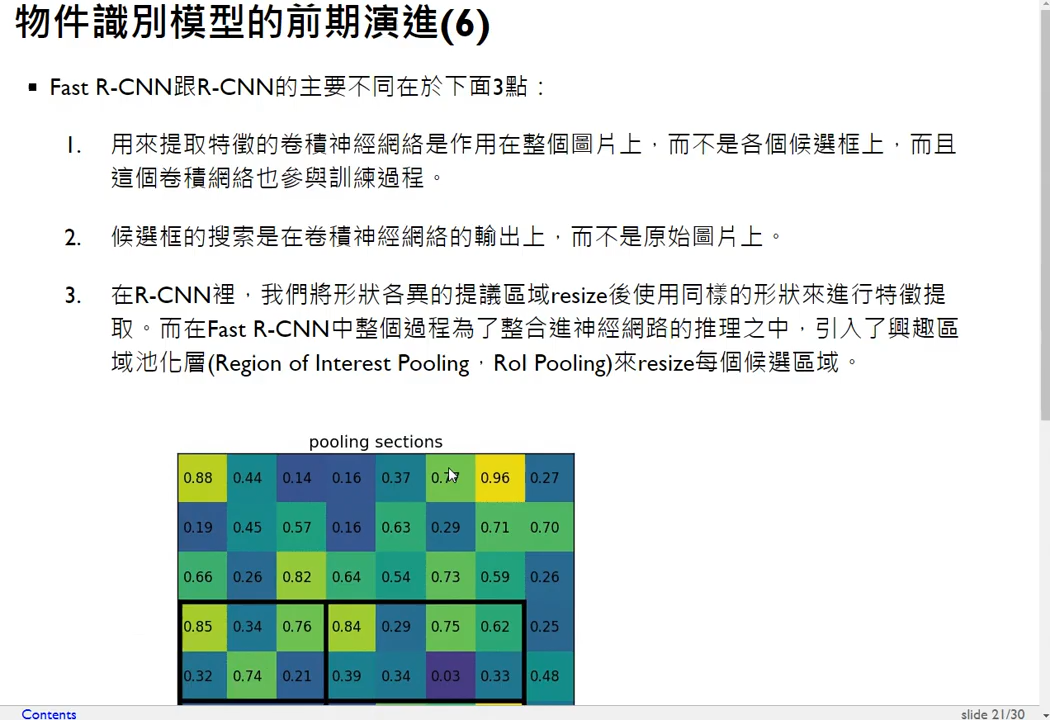 物件識別模型的前期演進(6)
▪ Fast R-CNN跟R-CNN的主要不同在於下面3點：
1. 用來提取特徵的卷積神經網絡是作用在整個圖片上，而不是各個候選框上，而且
這個卷積網絡也參與訓練過程。
2. 候選框的搜索是在卷積神經網絡的輸出上，而不是原始圖片上。
3. 在R-CNN裡，我們將形狀各異的提議區域resize後使用同樣的形狀來進行特徵提
取。而在Fast R-CNN中整個過程為了整合進神經網路的推理之中，引入了興趣區
域池化層(Region of Interest Pooling，RoI Pooling)來resize每個候選區域。
pooling sections
0.88 0.44 0.14 0.16 0.37 0.96 0.27
0.19 0.45 0.57 0.16 0.63 0.29 0.71 0.70
0.66 0.26 0.82 0.64 0.54 0.73 0.59 0.26
0.85 0.34 0.76 0.84 0.29 0.75 0.62 0.25
0.32 0.74 0.21 0.39 0.34 0.03 0.33 0.48
Contents
slide 21/30